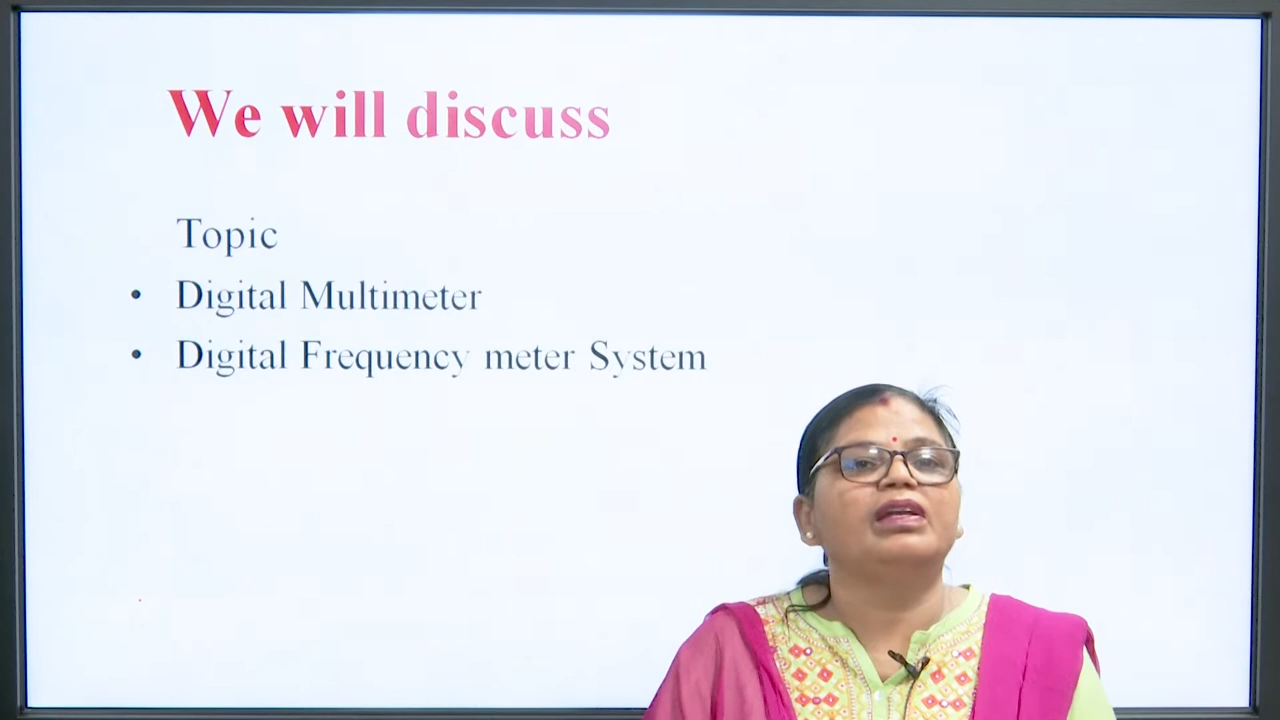 We will discuss
Topic
• Digital Multimeter
• Digital Frequency meter System